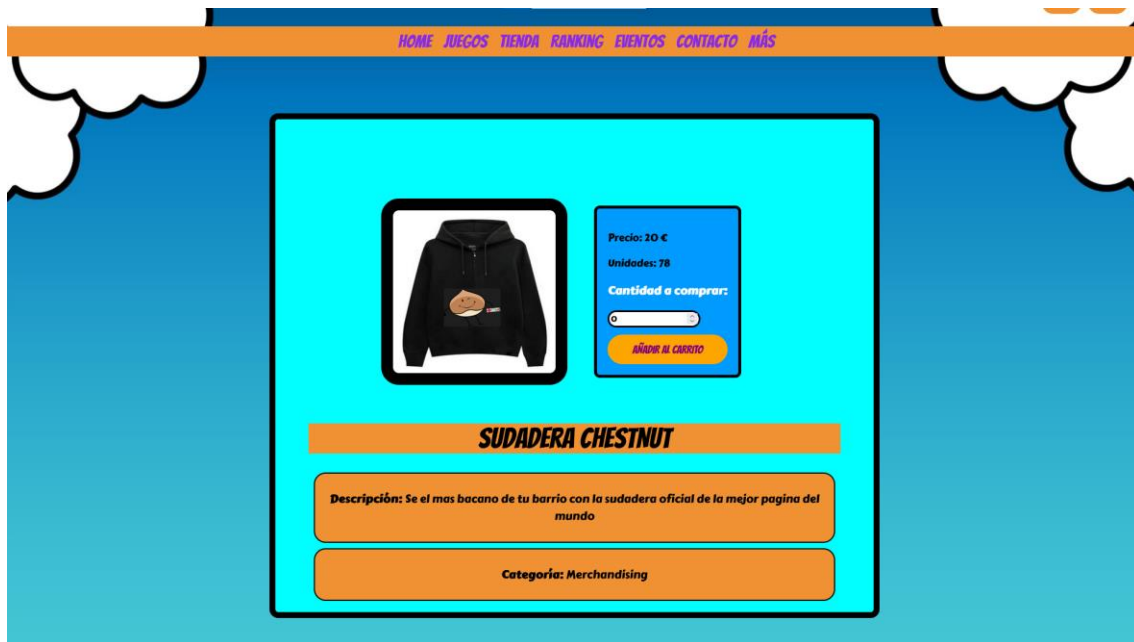 HOME JUEGOS TIENDA RANKING EVENTOS CONTACTO MÁS
Precio: 20 €
Unidades: 78
Cantidad a comprar:
0
AÑADIR AL CARRITO
SUDADERA CHESTNUT
Descripción: Se el mas bacano de tu barrio con la sudadera oficial de la mejor pagina del
mundo
Categoría: Merchandising